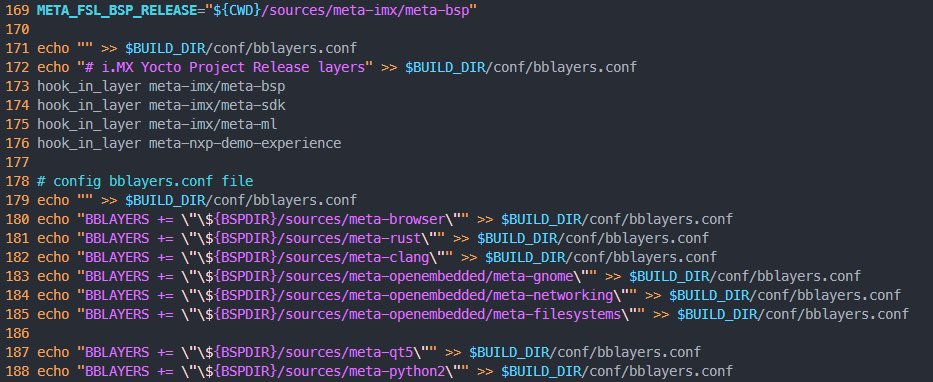 169 META_FSL_BSP_RELEASE="${CWD}/sources/meta-imx/meta-bsp"
170
171 echo "" >> $BUILD_DIR/conf/bblayers.conf
172 echo "# i.MX Yocto Project Release layers" >> $BUILD_DIR/conf/bblayers.conf
173 hook_in_layer meta-imx/meta-bsp
174 hook_in_layer meta-imx/meta-sdk
175 hook_in_layer meta-imx/meta-ml
176 hook_in_layer meta-nxp-demo-experience
177
178 # config bblayers.conf file
179 echo "" >> $BUILD_DIR/conf/bblayers.conf
180 echo "BBLAYERS += \"\${BSPDIR}/sources/meta-browser\"" >> $BUILD_DIR/conf/bblayers.conf
181 echo "BBLAYERS += \"\${BSPDIR}/sources/meta-rust\"" >> $BUILD_DIR/conf/bblayers.conf
182 echo "BBLAYERS += \"\${BSPDIR}/sources/meta-clang\"" >> $BUILD_DIR/conf/bblayers.conf
183 echo "BBLAYERS += \"\${BSPDIR}/sources/meta-openembedded/meta-gnome\"" >> $BUILD_DIR/conf/bblayers.conf
184 echo "BBLAYERS += \"\${BSPDIR}/sources/meta-openembedded/meta-networking\"" >> $BUILD_DIR/conf/bblayers.conf
185 echo "BBLAYERS += \"\${BSPDIR}/sources/meta-openembedded/meta-filesystems\"" >> $BUILD_DIR/conf/bblayers.conf
186
187 echo "BBLAYERS += \"\${BSPDIR}/sources/meta-qt5\"" >> $BUILD_DIR/conf/bblayers.conf
188 echo "BBLAYERS += \"\${BSPDIR}/sources/meta-python2\"" >> $BUILD_DIR/conf/bblayers.conf